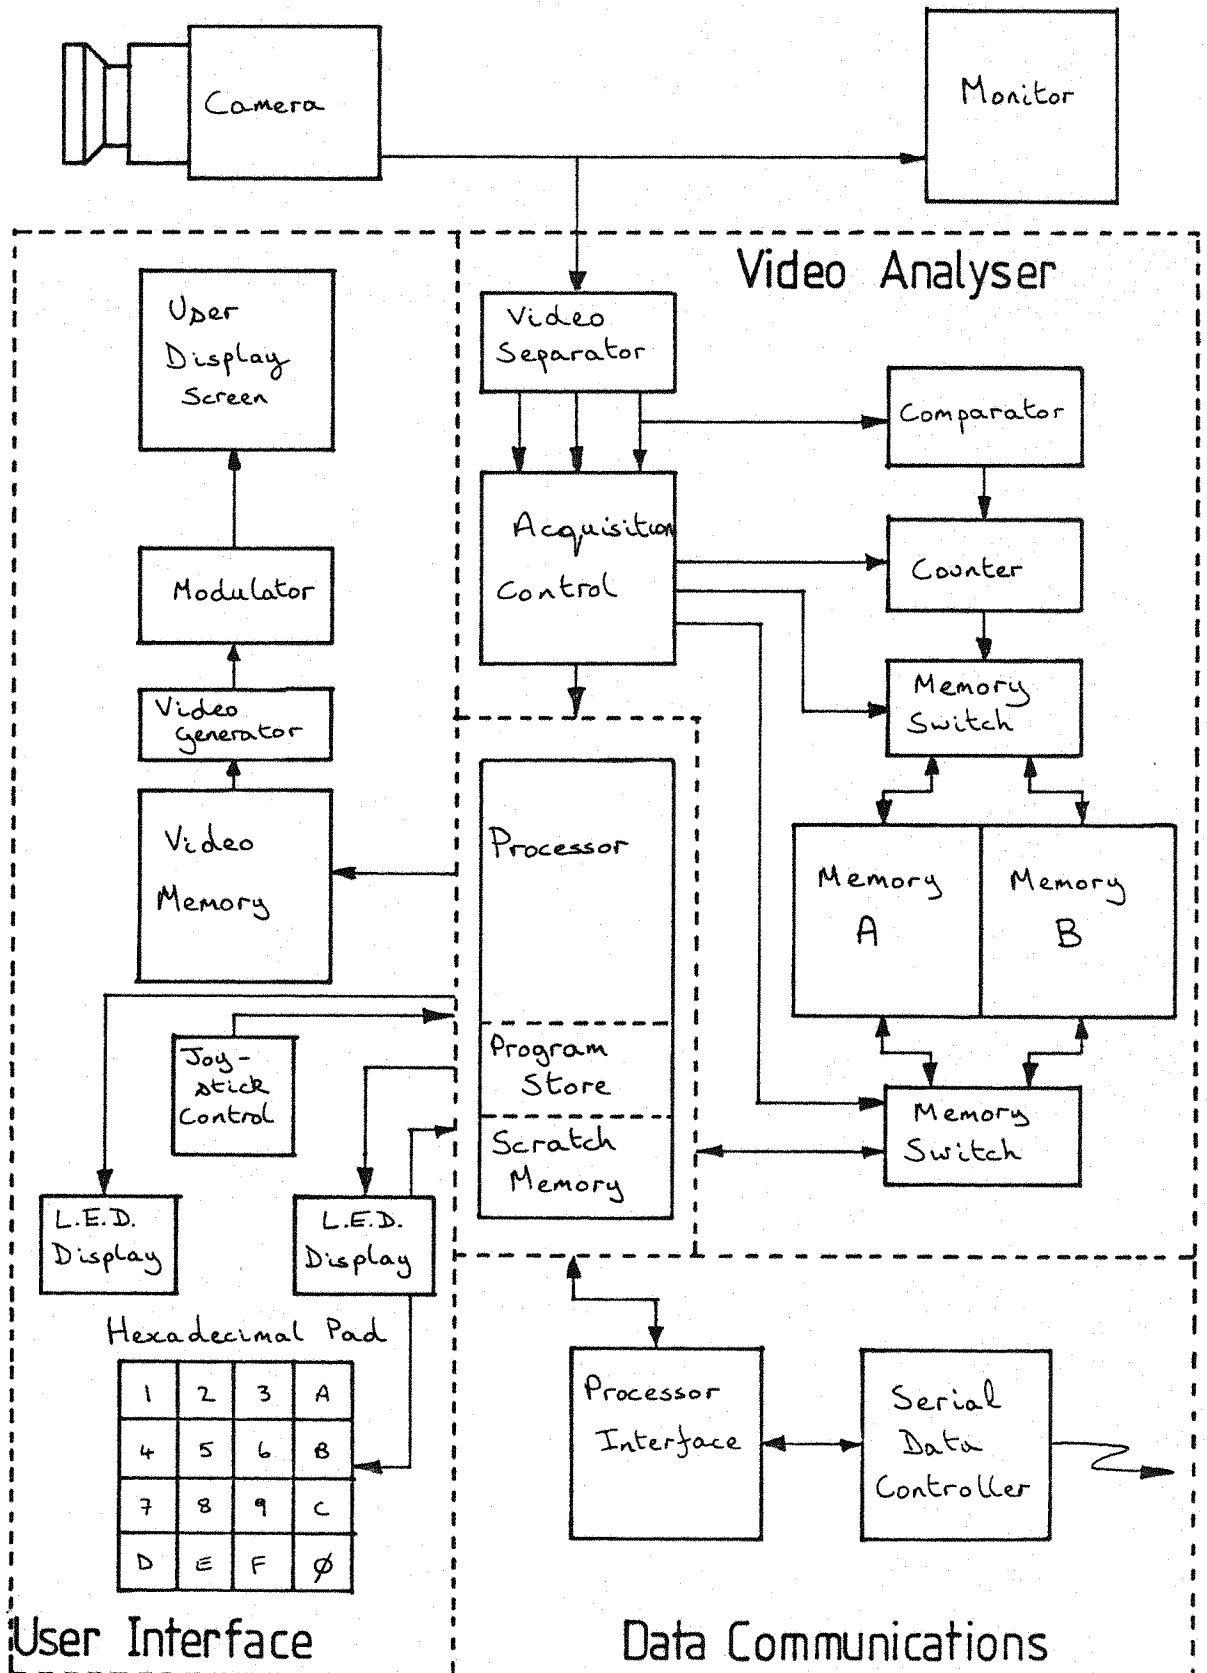 Camera
Monitor
Video Analyser
User
Display
Screen
Video
Separator
Comparator
Acquisition
Control
Counter
Modulator
Memory
Switch
Video
Generator
Video
Memory
Processor
Memory
A
Memory
B
Program
Store
Joy-
stick
Control
Memory
Switch
Scratch
Memory
L.E.D.
Display
L.E.D.
Display
Hexadecimal Pad
1 2 3 A
4 5 6 B
7 8 9 C
D E F Ø
Processor
Interface
Serial
Data
Controller
User Interface
Data Communications